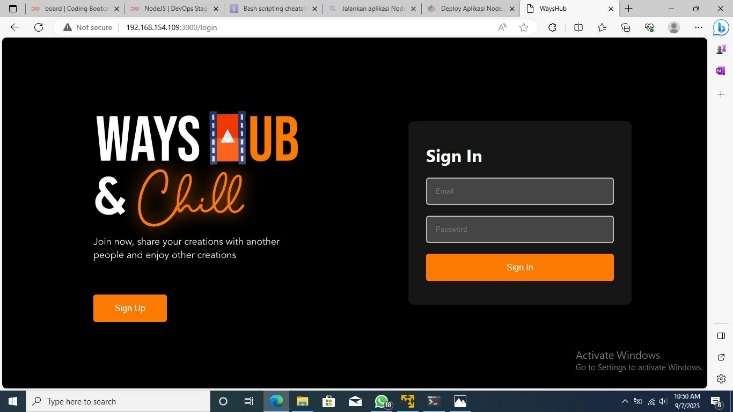 board | Coding Bootc
NodeJS | DevOps Stag
Bash scripting cheatsh
Jalankan aplikasi Node
Deploy Aplikasi Node
WaysHub
Not secure
192.168.154.109:3000/login
WAYS UB
& Chill
Join now, share your creations with another
people and enjoy other creations
Sign Up
Sign In
Email
Password
Sign In
Activate Windows
Go to Settings to activate Windows.
Type here to search
18
10:50 AM
9/7/2023